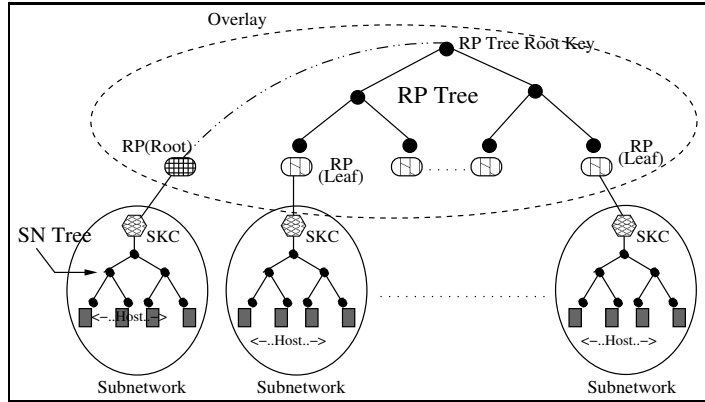 Overlay
RP Tree Root Key
RP Tree
RP(Root)
RP
(Leaf)
RP
(Leaf)
SN Tree
SKC
SKC
SKC
<-..Host..->
<-..Host..->
<-..Host..->
Subnetwork
Subnetwork
Subnetwork